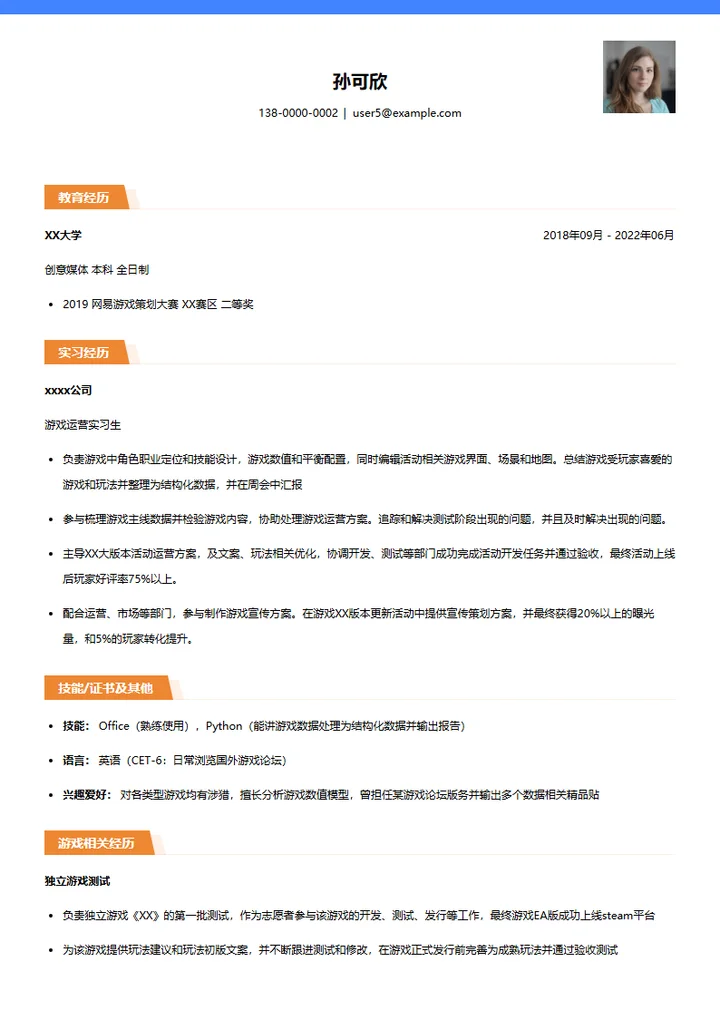 孙可欣
138-0000-0002 | user5@example.com
教育经历
XX大学 2018年09月 - 2022年06月
创意媒体 本科 全日制
• 2019 网易游戏策划大赛 XX赛区 二等奖
实习经历
xxxx公司
游戏运营实习生
• 负责游戏中角色职业定位和技能设计，游戏数值和平衡配置，同时编辑活动相关游戏界面、场景和地图。总结游戏受玩家喜爱的
游戏和玩法并整理为结构化数据，并在周会中汇报
• 参与梳理游戏主线数据并检验游戏内容，协助处理游戏运营方案。追踪和解决测试阶段出现的问题，并且及时解决出现的问题。
• 主导XX大版本活动运营方案，及文案、玩法相关优化，协调开发、测试等部门成功完成活动开发任务并通过验收，最终活动上线
后玩家好评率75%以上。
• 配合运营、市场等部门，参与制作游戏宣传方案。在游戏XX版本更新活动中提供宣传策划方案，并最终获得20%以上的曝光
量，和5%的玩家转化提升。
技能/证书及其他
• 技能： Office（熟练使用），Python（能讲游戏数据处理为结构化数据并输出报告）
• 语言： 英语（CET-6：日常浏览国外游戏论坛）
• 兴趣爱好： 对各类型游戏均有涉猎，擅长分析游戏数值模型，曾担任某游戏论坛版务并输出多个数据相关精品贴
游戏相关经历
独立游戏测试
• 负责独立游戏《XX》的第一批测试，作为志愿者参与该游戏的开发、测试、发行等工作，最终游戏EA版成功上线steam平台
• 为该游戏提供玩法建议和玩法初版文案，并不断跟进测试和修改，在游戏正式发行前完善为成熟玩法并通过验收测试